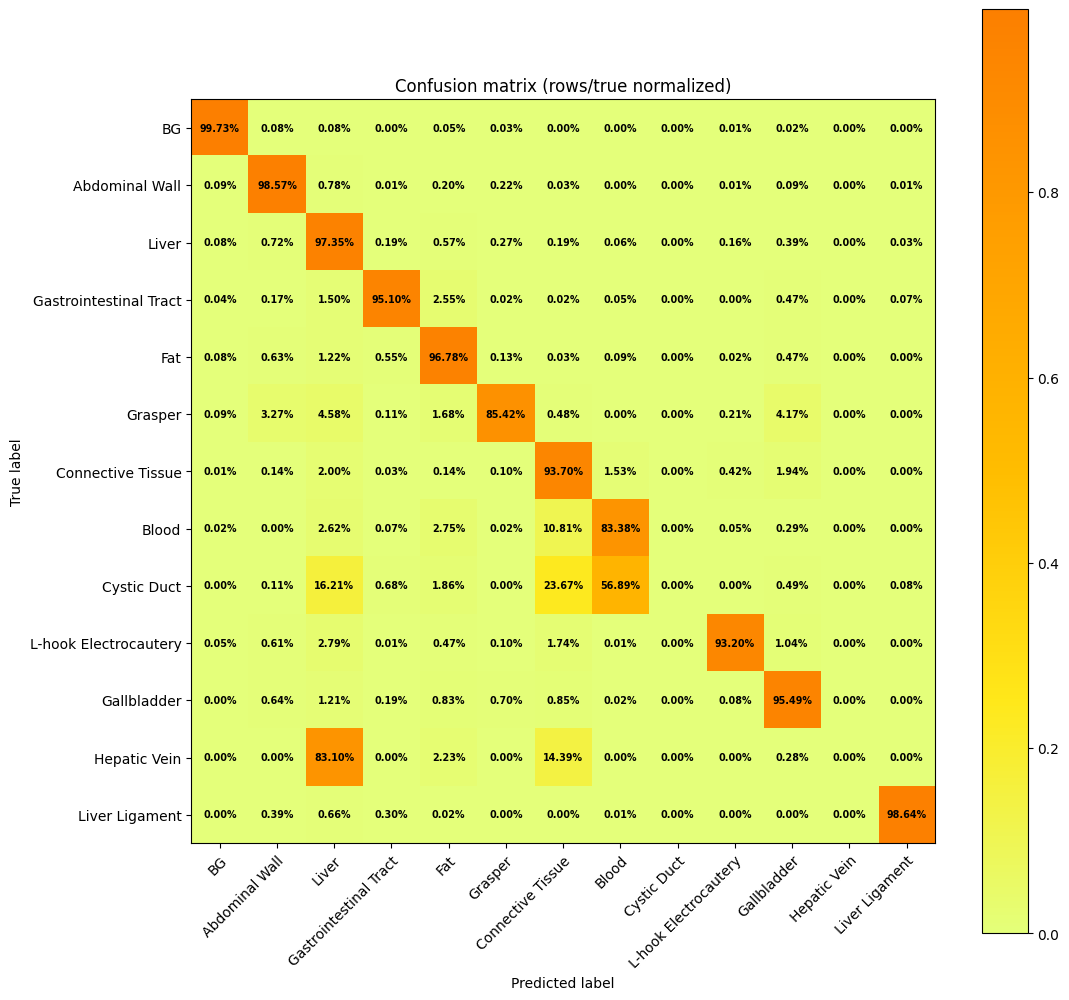 Confusion matrix (rows/true normalized)
BG 99.73% 0.08% 0.08% 0.00% 0.05% 0.03% 0.00% 0.00% 0.00% 0.01% 0.02% 0.00% 0.00%
Abdominal Wall 0.09% 98.57% 0.78% 0.01% 0.20% 0.22% 0.03% 0.00% 0.01% 0.01% 0.09% 0.00% 0.01%
Liver 0.08% 0.72% 97.35% 0.19% 0.57% 0.27% 0.19% 0.06% 0.00% 0.16% 0.39% 0.00% 0.03%
Gastrointestinal Tract 0.04% 0.17% 1.50% 95.10% 2.55% 0.02% 0.02% 0.05% 0.00% 0.00% 0.47% 0.00% 0.07%
Fat 0.08% 0.63% 1.22% 0.55% 96.78% 0.13% 0.03% 0.09% 0.00% 0.02% 0.47% 0.00% 0.00%
Grasper 0.09% 3.27% 4.58% 0.11% 1.68% 85.42% 0.48% 0.00% 0.00% 0.21% 4.17% 0.00% 0.00%
Connective Tissue 0.01% 0.14% 2.00% 0.03% 0.14% 0.10% 93.70% 1.53% 0.00% 0.42% 1.94% 0.00% 0.00%
Blood 0.02% 0.00% 2.62% 0.07% 2.75% 0.02% 10.81% 83.38% 0.00% 0.05% 0.29% 0.00% 0.00%
Cystic Duct 0.00% 0.11% 16.21% 0.68% 1.86% 0.00% 23.67% 56.89% 0.00% 0.00% 0.49% 0.00% 0.08%
L-hook Electrocautery 0.05% 0.61% 2.79% 0.01% 0.47% 0.10% 1.74% 0.01% 0.00% 93.20% 1.04% 0.00% 0.00%
Gallbladder 0.00% 0.64% 1.21% 0.19% 0.83% 0.70% 0.85% 0.02% 0.00% 0.08% 95.49% 0.00% 0.00%
Hepatic Vein 0.00% 0.00% 83.10% 0.00% 2.23% 0.00% 14.39% 0.00% 0.00% 0.00% 0.28% 0.00% 0.00%
Liver Ligament 0.00% 0.39% 0.66% 0.30% 0.02% 0.00% 0.00% 0.01% 0.00% 0.00% 0.00% 0.00% 98.64%
True label
BG
Abdominal Wall
Liver
Gastrointestinal Tract
Fat
Grasper
Connective Tissue
Blood
Cystic Duct
L-hook Electrocautery
Gallbladder
Hepatic Vein
Liver Ligament
Predicted label
0.8
0.6
0.4
0.2
0.0